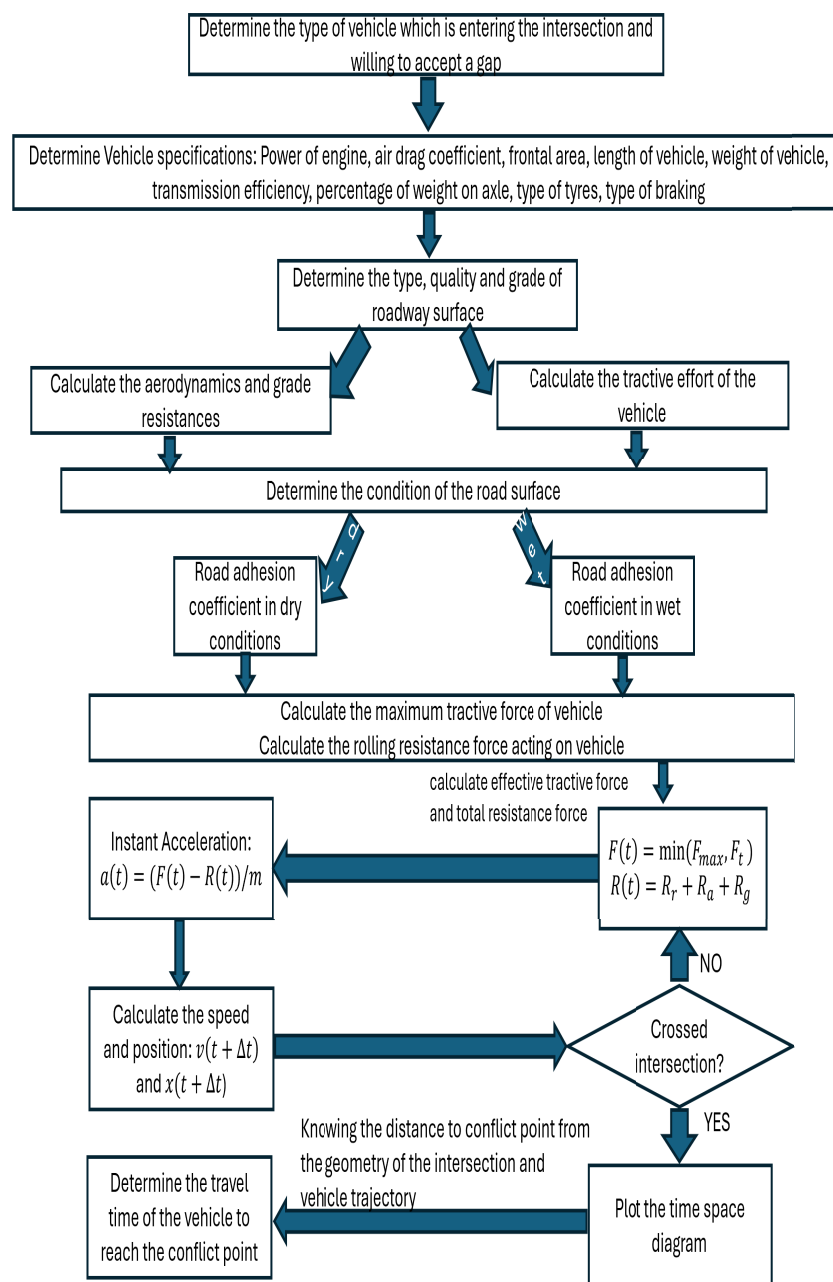 Determine the type of vehicle which is entering the intersection and
willing to accept a gap
Determine Vehicle specifications: Power of engine, air drag coefficient, frontal area, length of vehicle, weight of vehicle,
transmission efficiency, percentage of weight on axle, type of tyres, type of braking
Determine the type, quality and grade of
roadway surface
Calculate the aerodynamics and grade
resistances
Calculate the tractive effort of the
vehicle
Determine the condition of the road surface
dry
Wet
Road adhesion
coefficient in dry
conditions
Road adhesion
coefficient in wet
conditions
Calculate the maximum tractive force of vehicle
Calculate the rolling resistance force acting on vehicle
calculate effective tractive force
and total resistance force
Instant Acceleration:
a(t) = (F(t) − R(t))/m
F(t) = min(F_max, F_t)
R(t) = R_r + R_a + R_g
NO
Calculate the speed
and position: v(t + Δt)
and x(t + Δt)
Crossed
intersection?
YES
Knowing the distance to conflict point from
the geometry of the intersection and
vehicle trajectory
Determine the travel
time of the vehicle to
reach the conflict point
Plot the time space
diagram